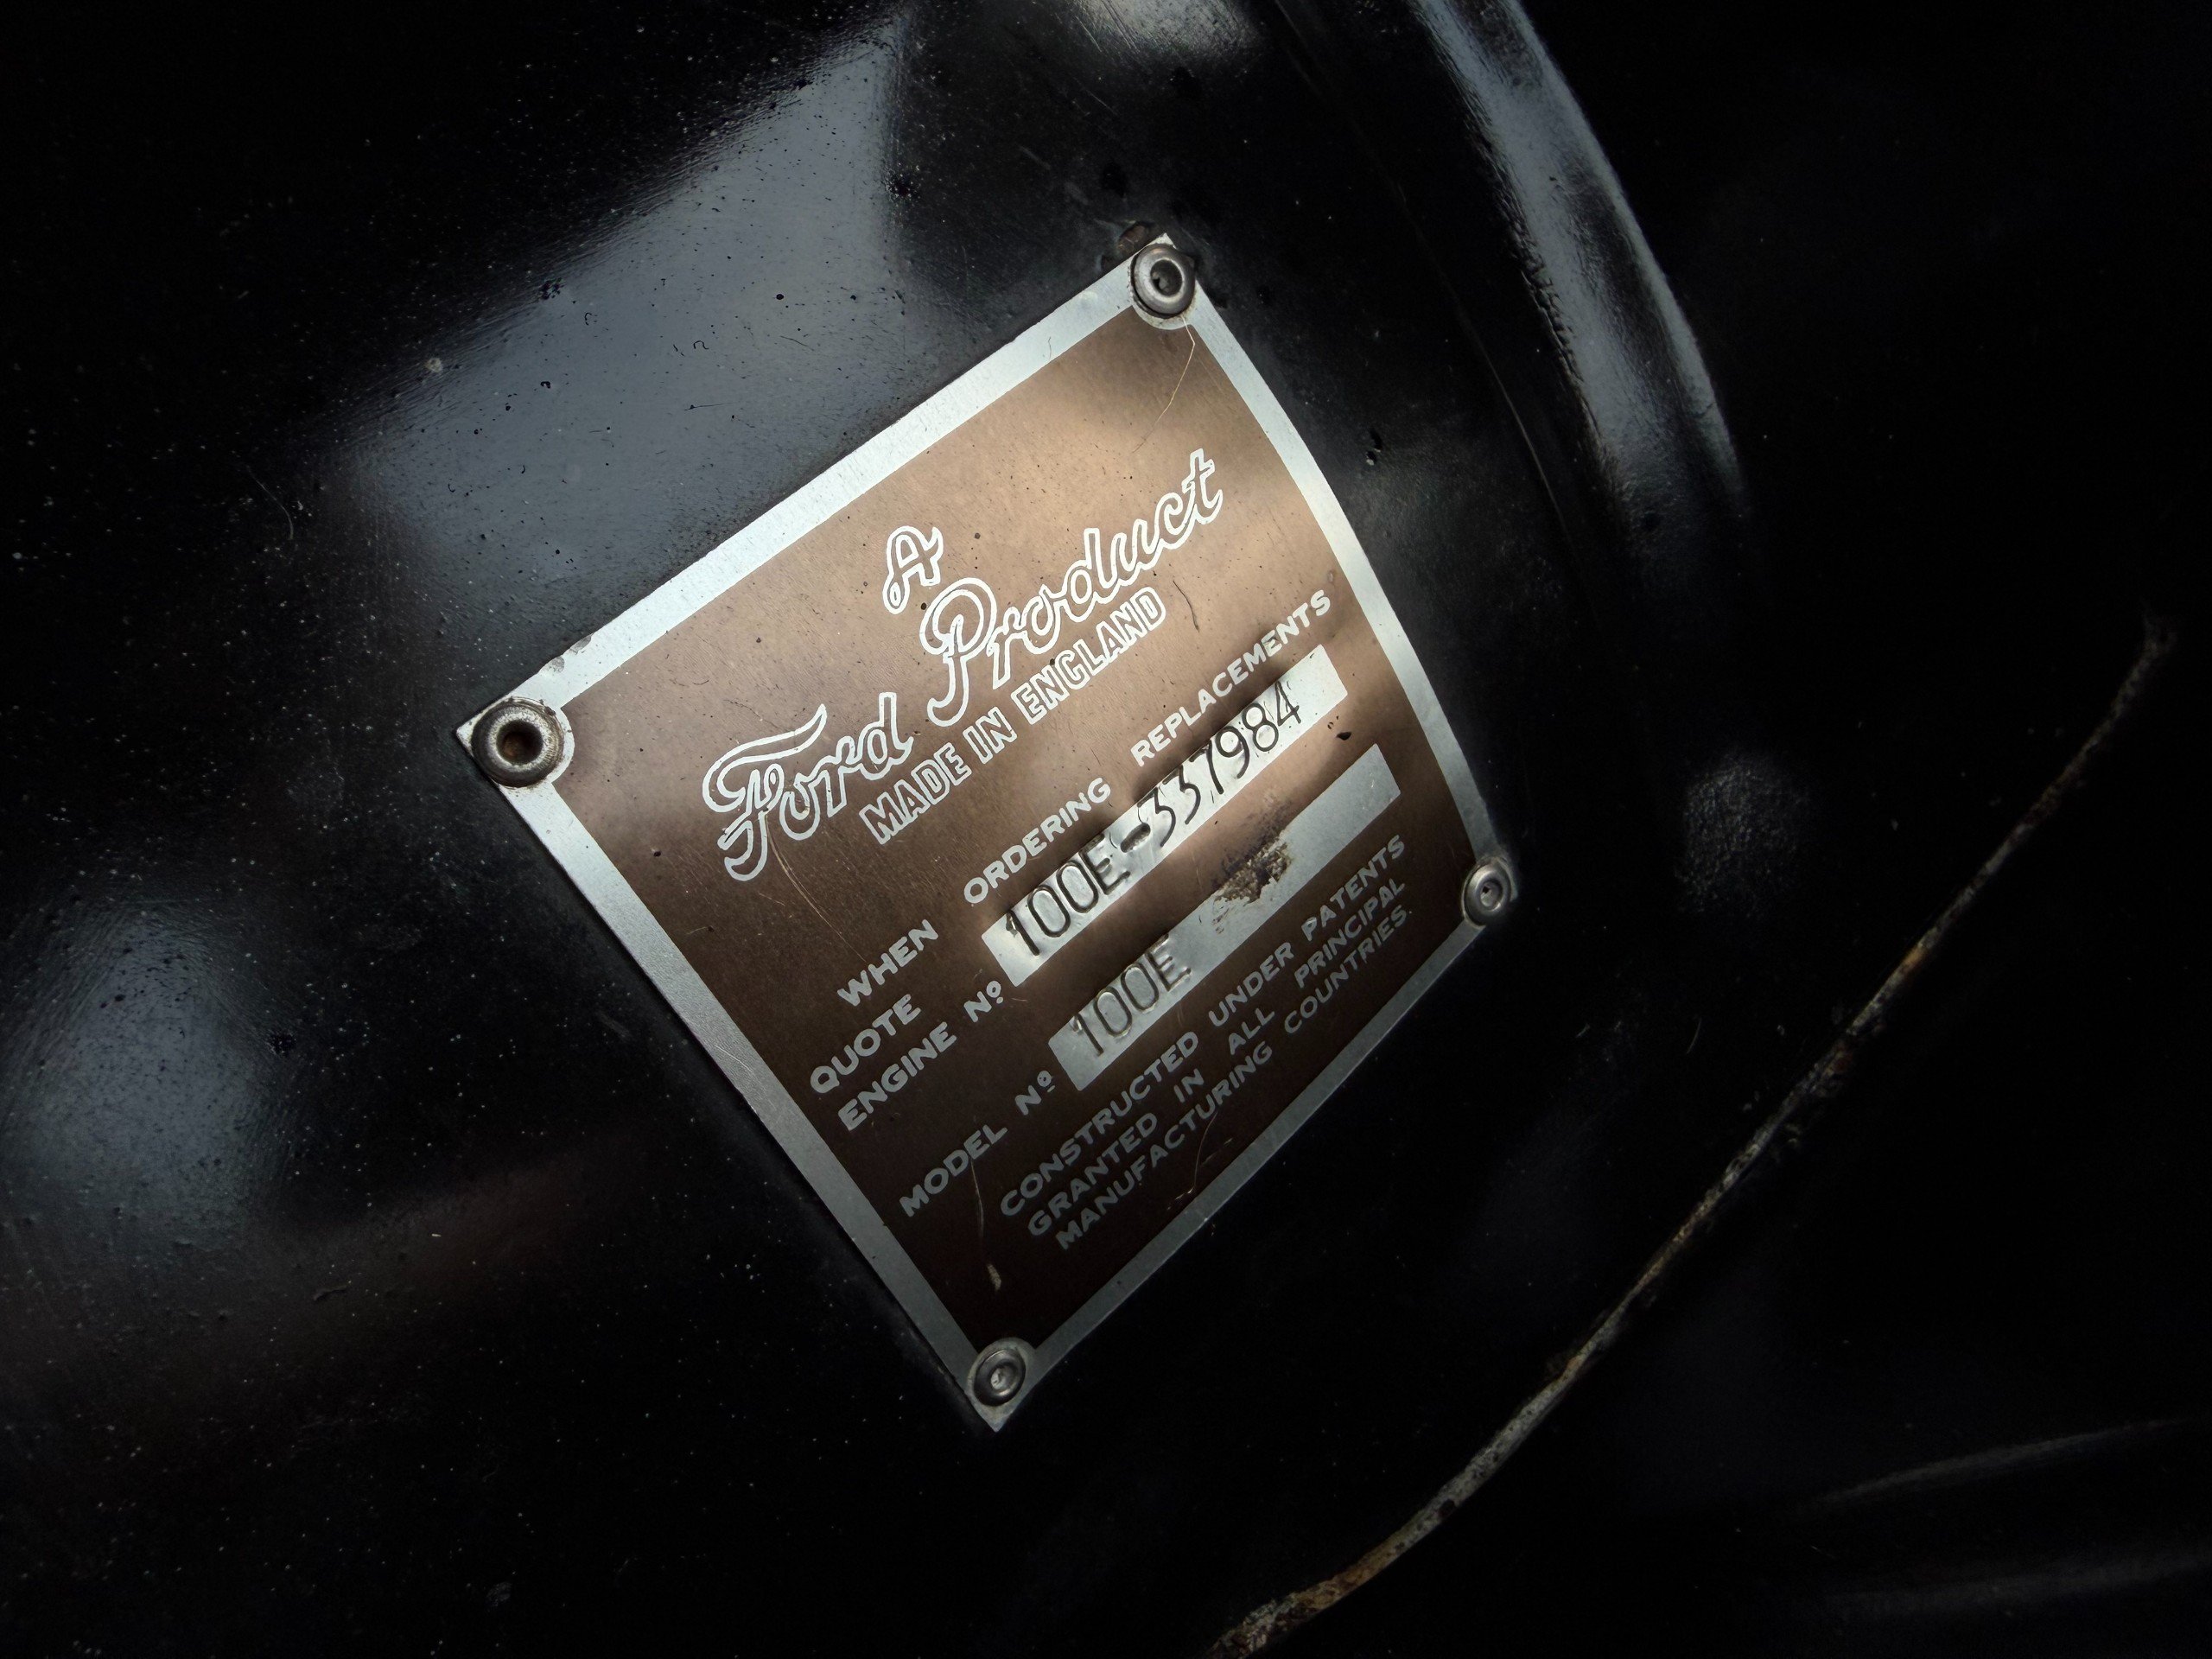 A
Ford Product
MADE IN ENGLAND
WHEN ORDERING REPLACEMENTS
QUOTE
ENGINE Nº 100E-337984
MODEL Nº 100E
CONSTRUCTED UNDER PATENTS
GRANTED IN ALL PRINCIPAL
MANUFACTURING COUNTRIES.